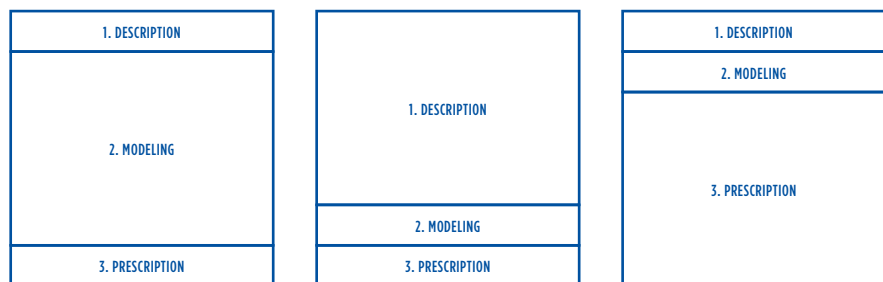 1. DESCRIPTION
2. MODELING
3. PRESCRIPTION
1. DESCRIPTION
2. MODELING
3. PRESCRIPTION
1. DESCRIPTION
2. MODELING
3. PRESCRIPTION